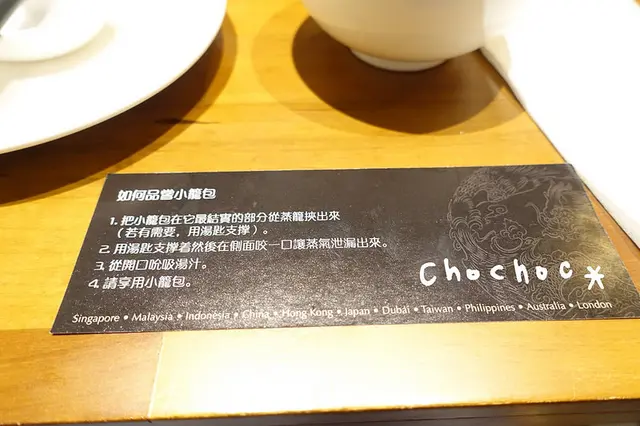 如何品嘗小籠包
1. 把小籠包在它最結實的部分從蒸籠挾出來
（若有需要，用湯匙支撐）。
2. 用湯匙支撐着然後在側面咬一口讓蒸氣泄漏出來。
3. 從開口吮吸湯汁。
4. 請享用小籠包。
Chochoc*
Singapore • Malaysia • Indonesia • China • Hong Kong • Japan • Dubai • Taiwan • Philippines • Australia • London